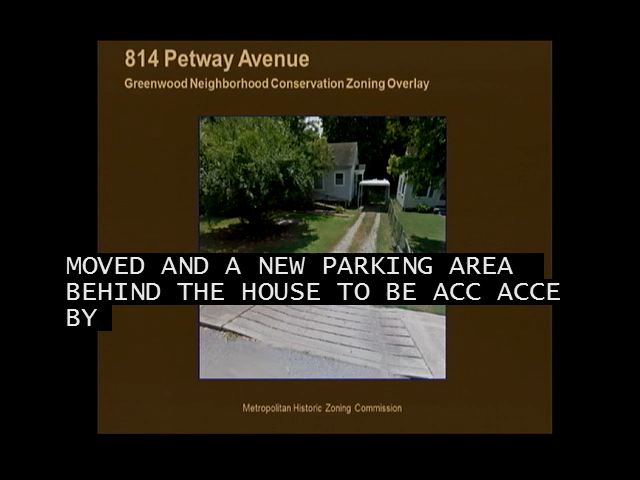 814 Petway Avenue
Greenwood Neighborhood Conservation Zoning Overlay
MOVED AND A NEW PARKING AREA
BEHIND THE HOUSE TO BE ACC ACCE
BY
Metropolitan Historic Zoning Commission